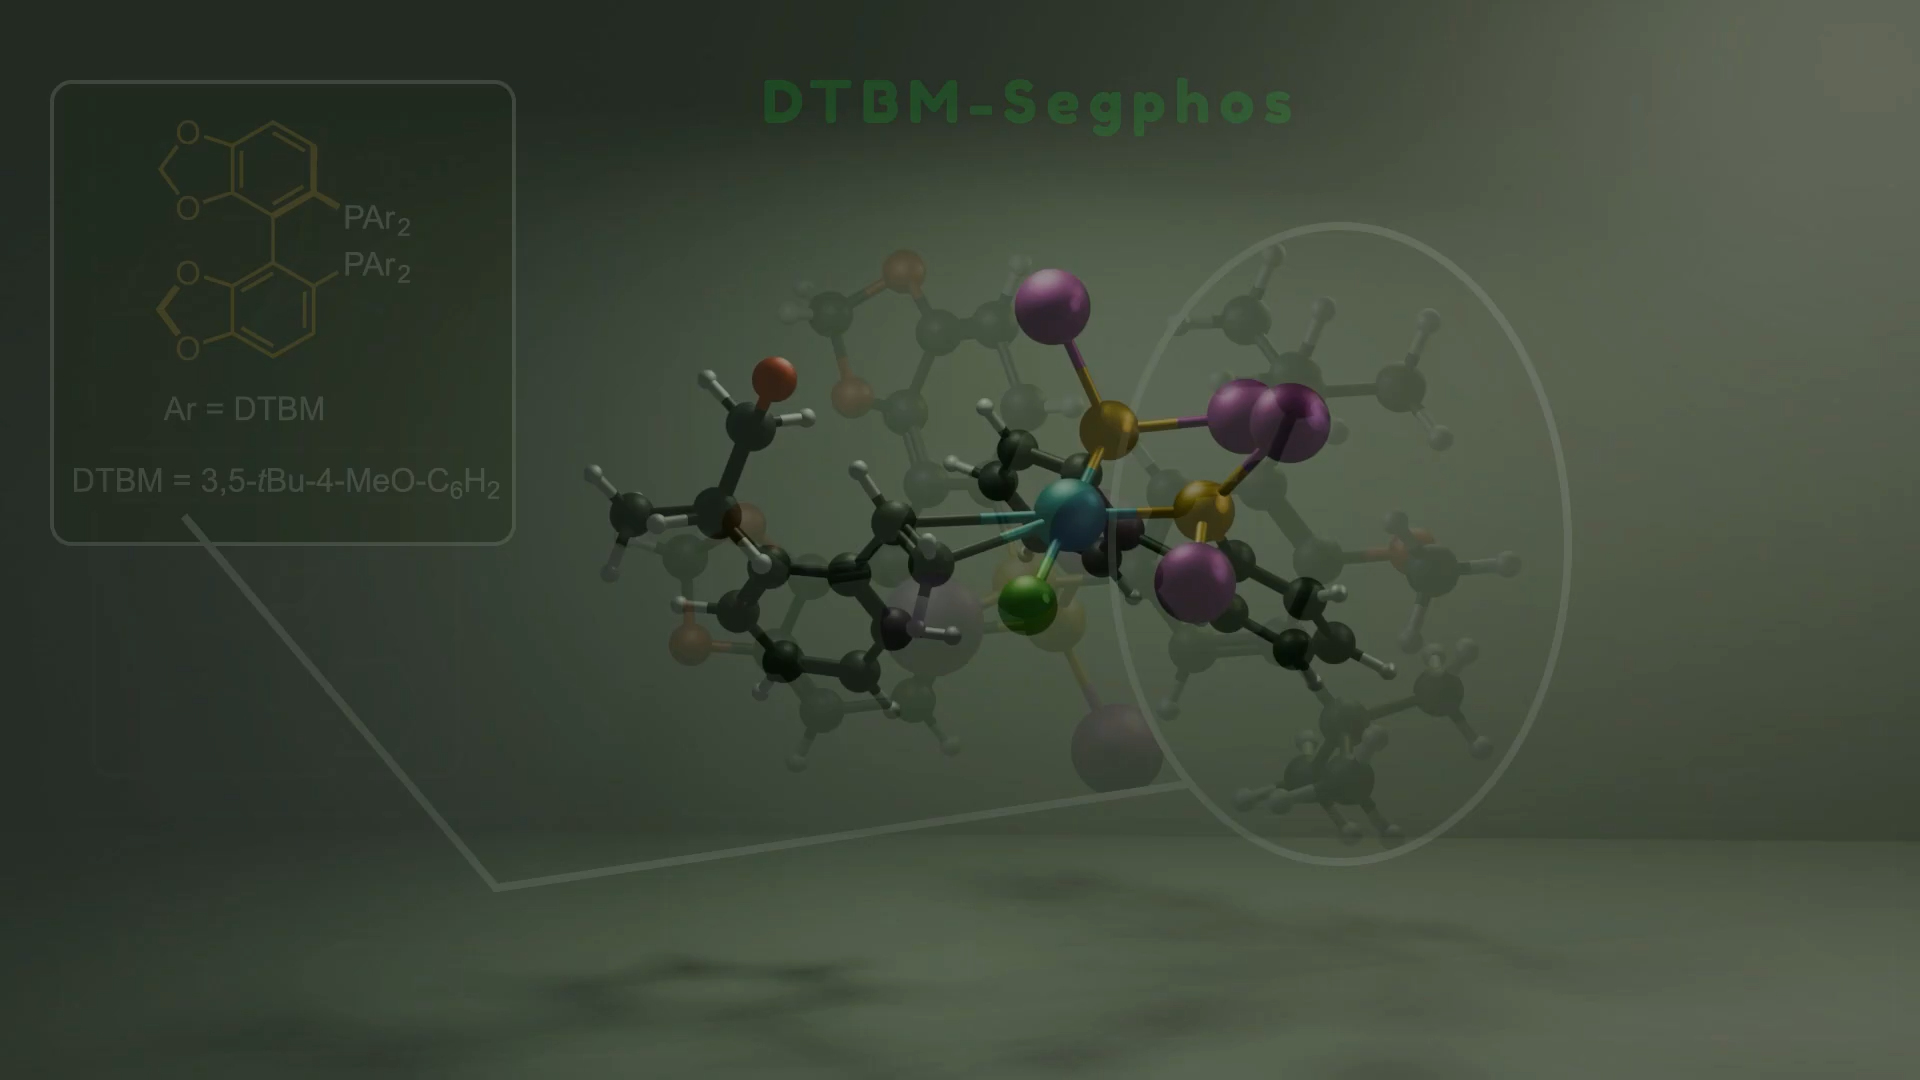 DTBM-Segphos
O
O
PAr2
PAr2
O
O
Ar = DTBM
DTBM = 3,5-tBu-4-MeO-C6H2